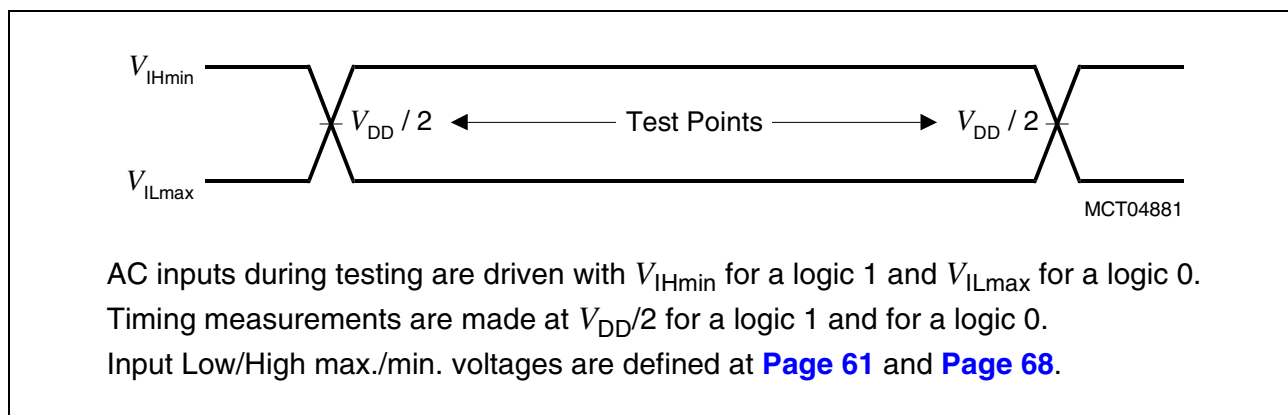 VIHmin
VDD / 2 Test Points VDD / 2
VILmax
MCT04881
AC inputs during testing are driven with VIHmin for a logic 1 and VILmax for a logic 0.
Timing measurements are made at VDD/2 for a logic 1 and for a logic 0.
Input Low/High max./min. voltages are defined at Page 61 and Page 68.